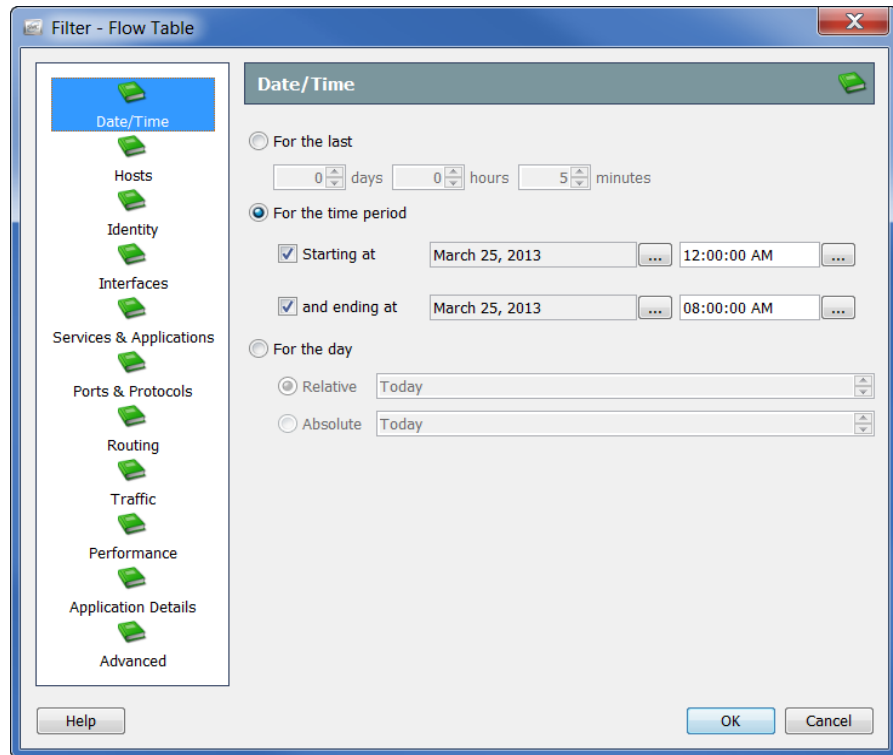 Filter - Flow Table
Date/Time
Hosts
Identity
Interfaces
Services & Applications
Ports & Protocols
Routing
Traffic
Performance
Application Details
Advanced
Date/Time
For the last
0 days 0 hours 5 minutes
For the time period
Starting at March 25, 2013 ... 12:00:00 AM ...
and ending at March 25, 2013 ... 08:00:00 AM ...
For the day
Relative Today
Absolute Today
Help OK Cancel